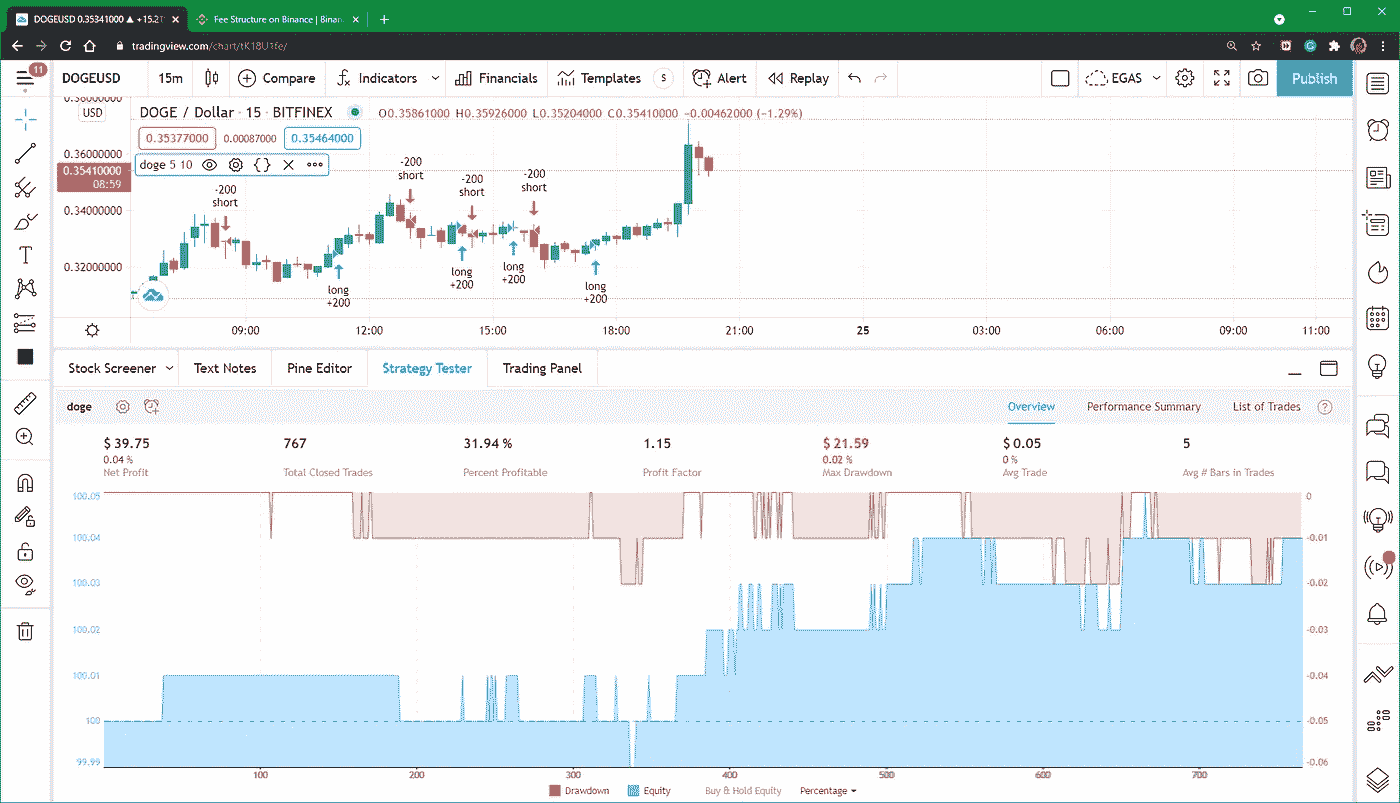 DOGEUSD 0.35341000 ▲ +15.21
Fee Structure on Binance | Binan
tradingview.com/chart/tK18U1fe/
11
DOGEUSD
15m
Compare
Indicators
Financials
Templates
S
Alert
Replay
EGAS
Publish
0.38000000
USD
DOGE / Dollar · 15 · BITFINEX
O0.35861000 H0.35926000 L0.35204000 C0.35410000 −0.00462000 (−1.29%)
0.35377000
0.00087000
0.35464000
0.36000000
doge 5 10
0.35410000
08:59
0.34000000
0.32000000
-200
short
-200
short
-200
short
-200
short
long
+200
long
+200
long
+200
long
+200
09:00
12:00
15:00
18:00
21:00
25
03:00
06:00
09:00
11:00
Stock Screener
Text Notes
Pine Editor
Strategy Tester
Trading Panel
doge
Overview
Performance Summary
List of Trades
$ 39.75
767
31.94 %
1.15
$ 21.59
$ 0.05
5
0.04 %
0.02 %
0 %
Net Profit
Total Closed Trades
Percent Profitable
Profit Factor
Max Drawdown
Avg Trade
Avg # Bars in Trades
100.05
0
100.04
-0.01
100.03
-0.02
100.02
-0.03
100.01
-0.04
100
-0.05
99.99
-0.06
100
200
300
400
500
600
700
Drawdown
Equity
Buy & Hold Equity
Percentage